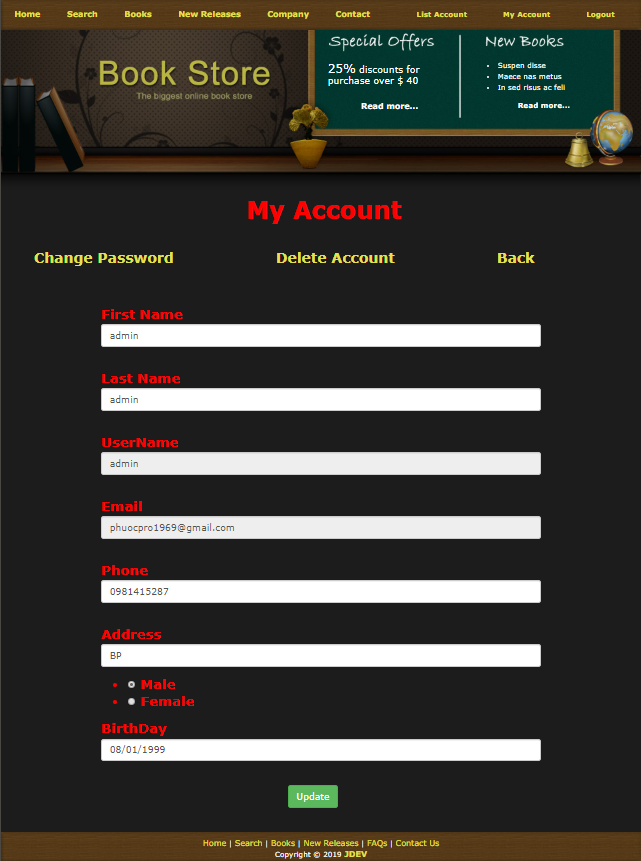 Home Search Books New Releases Company Contact List Account My Account Logout
Book Store
The biggest online book store
Special Offers
25% discounts for
purchase over $ 40
Read more...
New Books
Suspen disse
Maece nas metus
In sed risus ac feli
Read more...
My Account
Change Password Delete Account Back
First Name
admin
Last Name
admin
UserName
admin
Email
phuocpro1969@gmail.com
Phone
0981415287
Address
BP
Male
Female
BirthDay
08/01/1999
Update
Home | Search | Books | New Releases | FAQs | Contact Us
Copyright © 2019 JDEV